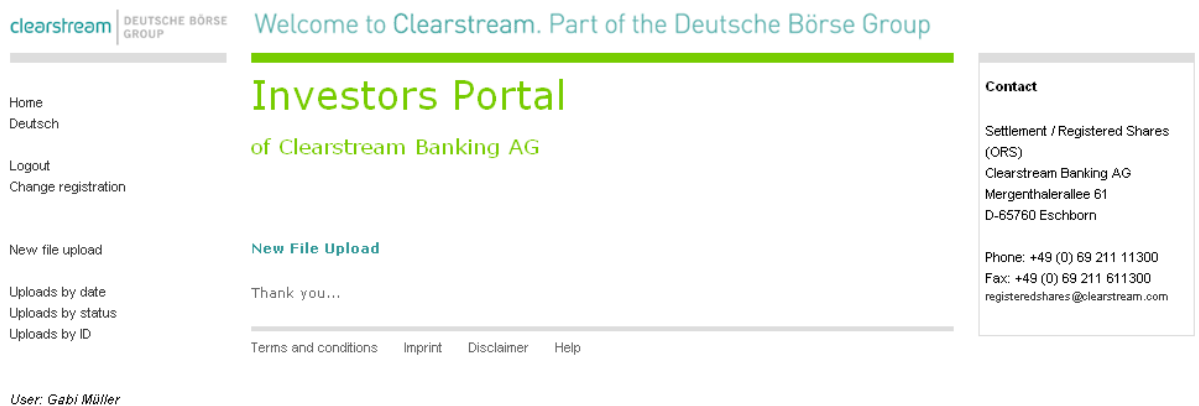 clearstream DEUTSCHE BÖRSE GROUP
Welcome to Clearstream. Part of the Deutsche Börse Group
Home
Deutsch
Logout
Change registration
New file upload
Uploads by date
Uploads by status
Uploads by ID
User: Gabi Müller
Investors Portal
of Clearstream Banking AG
New File Upload
Thank you...
Terms and conditions Imprint Disclaimer Help
Contact
Settlement / Registered Shares
(ORS)
Clearstream Banking AG
Mergenthalerallee 61
D-65760 Eschborn
Phone: +49 (0) 69 211 11300
Fax: +49 (0) 69 211 611300
registeredshares@clearstream.com